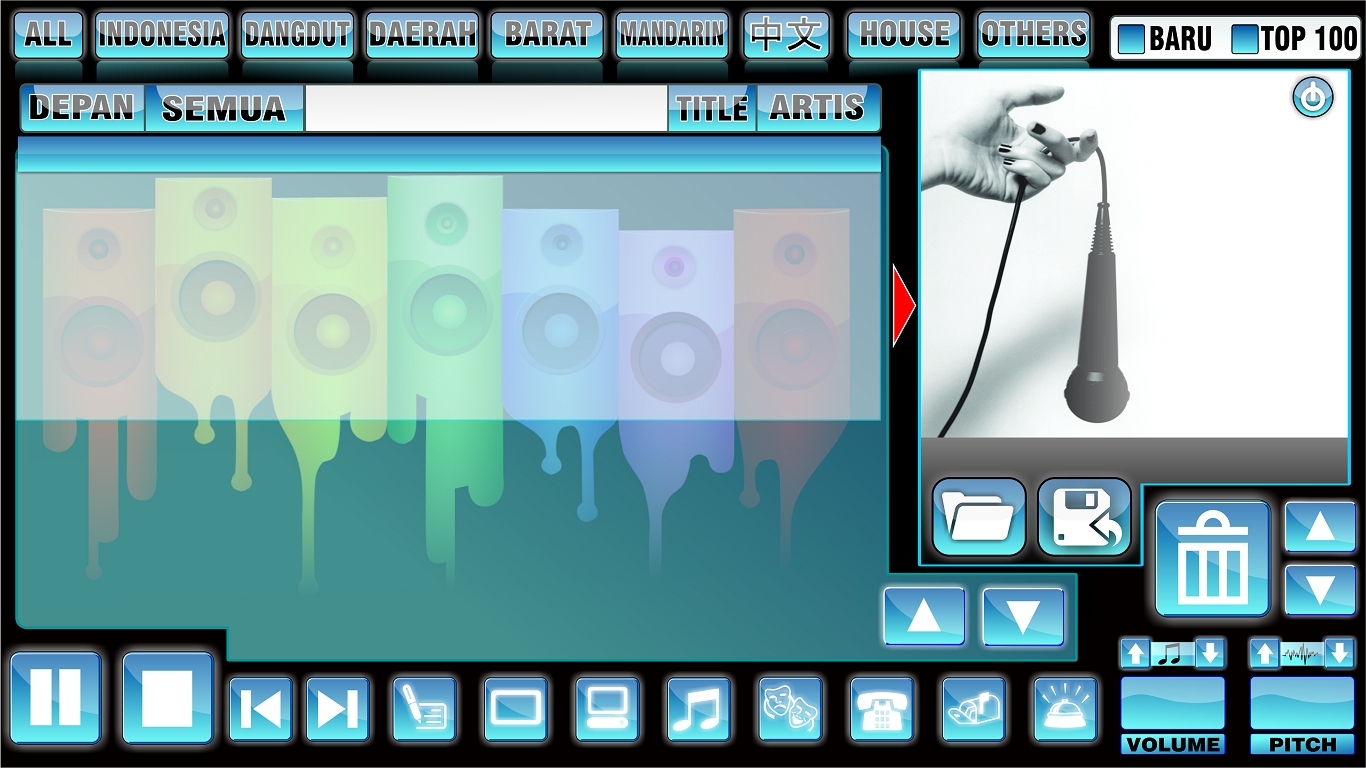 ALL INDONESIA DANGDUT DAERAH BARAT MANDARIN 中文 HOUSE OTHERS BARU TOP 100
DEPAN SEMUA TITLE ARTIS
VOLUME PITCH